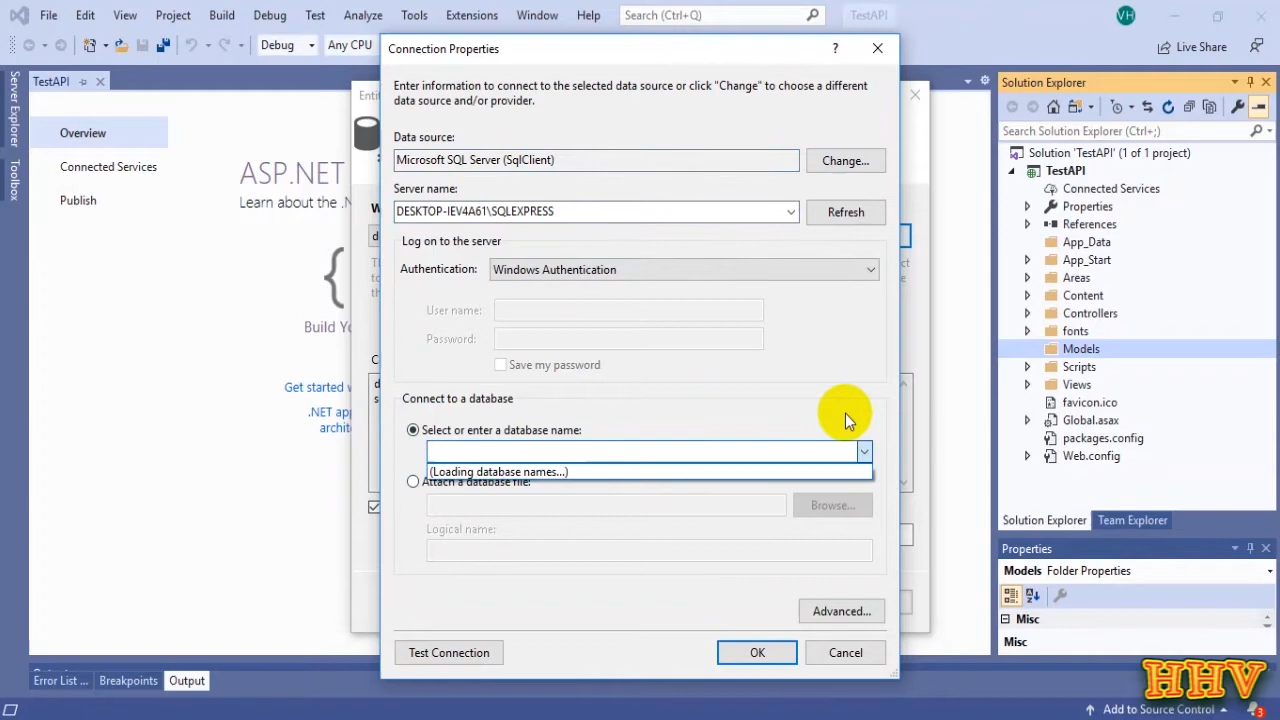 File Edit View Project Build Debug Test Analyze Tools Extensions Window Help Search (Ctrl+Q) TestAPI VH
Debug Any CPU Live Share
Server Explorer
Toolbox
TestAPI
Overview
Connected Services
Publish
ASP.NET
Learn about the .N
{
Build Yo
Get started w
.NET app
archite
Connection Properties
?
Enter information to connect to the selected data source or click "Change" to choose a different
data source and/or provider.
Data source:
Microsoft SQL Server (SqlClient)
Change...
Server name:
DESKTOP-IEV4A61\SQLEXPRESS
Refresh
Log on to the server
Authentication: Windows Authentication
User name:
Password:
Save my password
Connect to a database
Select or enter a database name:
(Loading database names...)
Attach a database file:
Browse...
Logical name:
Advanced...
Test Connection OK Cancel
Solution Explorer
Search Solution Explorer (Ctrl+;)
Solution 'TestAPI' (1 of 1 project)
TestAPI
Connected Services
Properties
References
App_Data
App_Start
Areas
Content
Controllers
fonts
Models
Scripts
Views
favicon.ico
Global.asax
packages.config
Web.config
Solution Explorer Team Explorer
Properties
Models Folder Properties
Misc
Misc
Error List ... Breakpoints Output
HHV
Add to Source Control 3